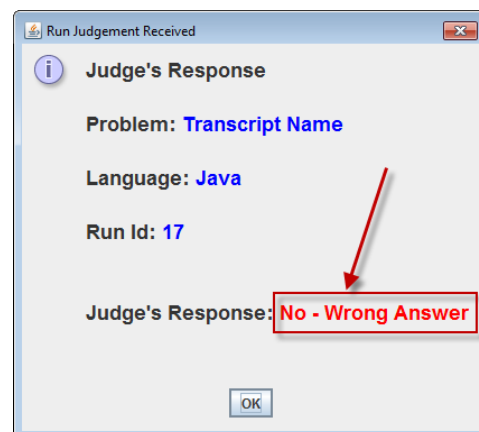 Run Judgement Received
Judge's Response
Problem: Transcript Name
Language: Java
Run Id: 17
Judge's Response: No - Wrong Answer
OK